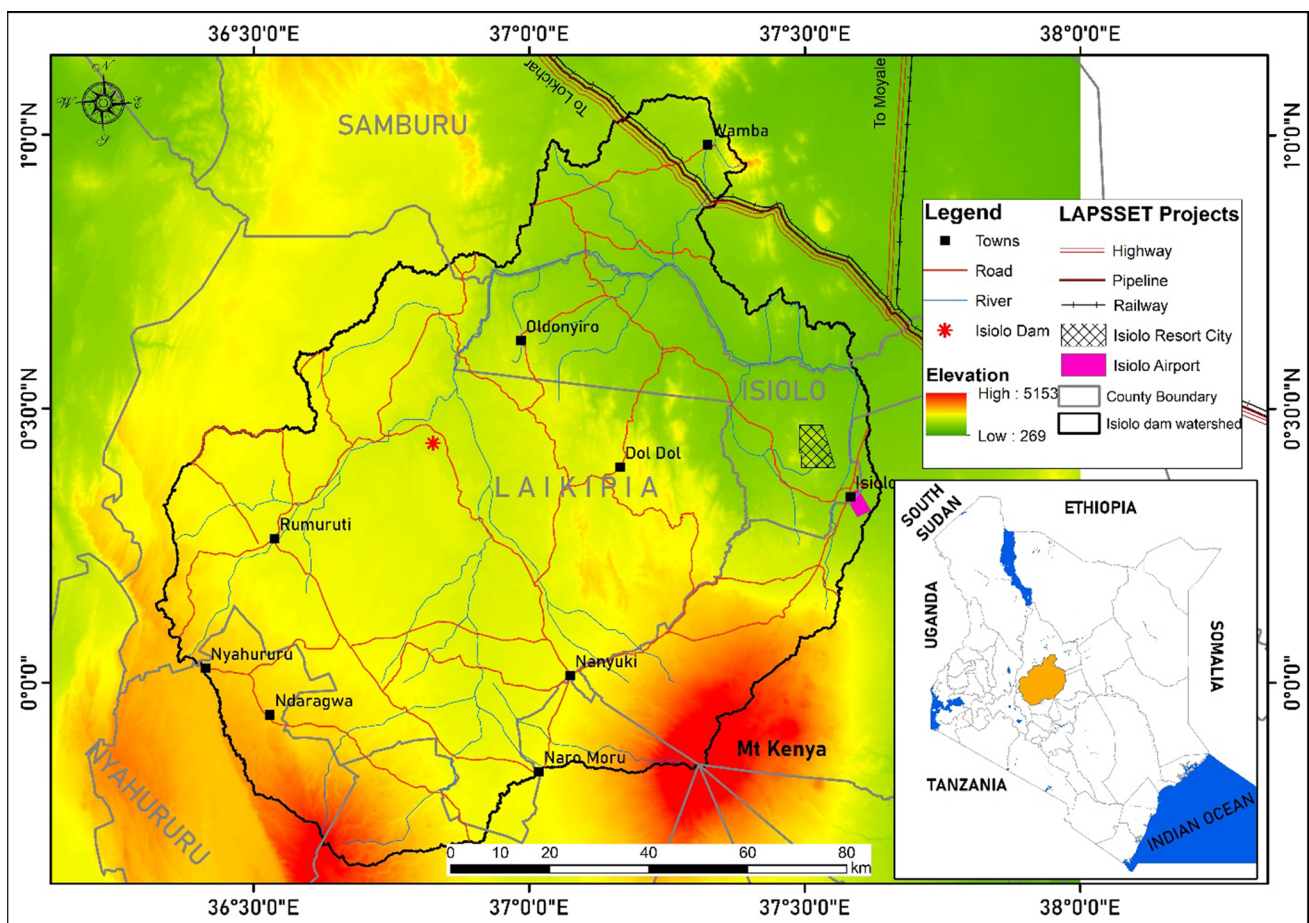 36°30'0"E 37°0'0"E 37°30'0"E 38°0'0"E
N
W E
S
To Lokichar
To Moyale
SAMBURU
Wamba
1°0'0"N
1°0'0"N
Legend
Towns
Road
River
Isiolo Dam
Elevation
High : 5153
Low : 269
LAPSSET Projects
Highway
Pipeline
Railway
Isiolo Resort City
Isiolo Airport
County Boundary
Isiolo dam watershed
Oldonyiro
ISIOLO
0°30'0"N
0°30'0"N
Dol Dol
LAIKIPIA
Isiolo
Rumuruti
Nyahururu
Nanyuki
0°0'0"
0°0'0"
Ndaragwa
Naro Moru
Mt Kenya
NYAHURURU
0 10 20 40 60 80
km
SOUTH
SUDAN
ETHIOPIA
UGANDA
SOMALIA
TANZANIA
INDIAN OCEAN
36°30'0"E 37°0'0"E 37°30'0"E 38°0'0"E